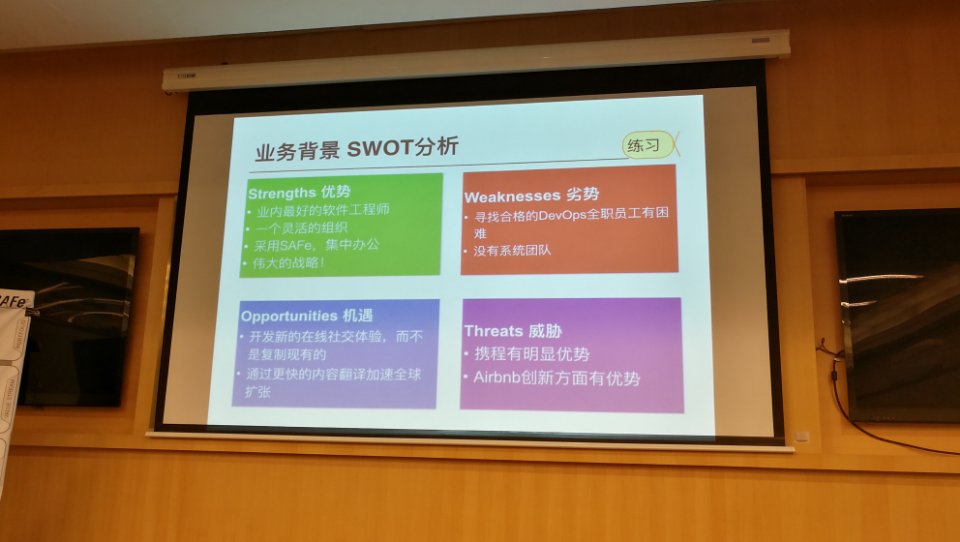 业务背景 SWOT分析
练习
Strengths 优势
• 业内最好的软件工程师
• 一个灵活的组织
• 采用SAFe，集中办公
• 伟大的战略！
Weaknesses 劣势
• 寻找合格的DevOps全职员工有困
难
• 没有系统团队
Opportunities 机遇
• 开发新的在线社交体验，而不
是复制现有的
• 通过更快的内容翻译加速全球
扩张
Threats 威胁
• 携程有明显优势
• Airbnb创新方面有优势
SAFe
PORTFOLIO
VALUE STREAM